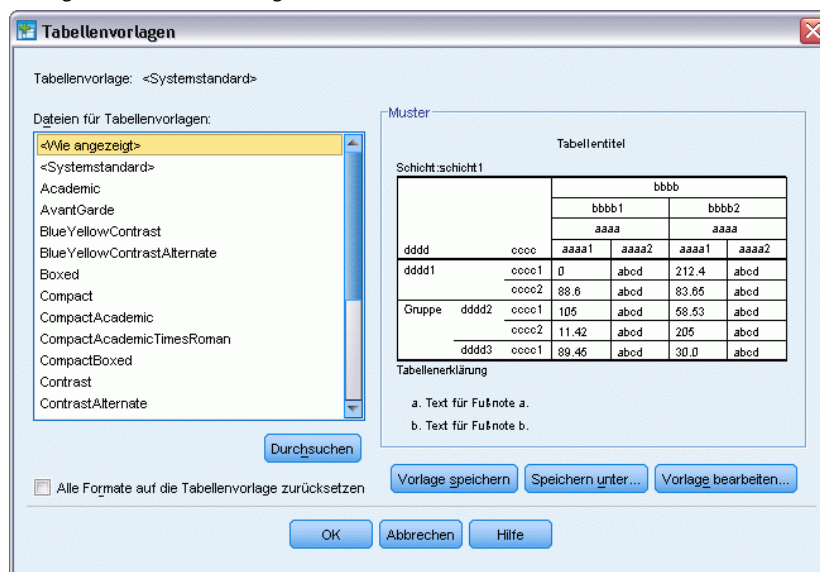 Tabellenvorlagen
Tabellenvorlage: <Systemstandard>
Dateien für Tabellenvorlagen:
<Wie angezeigt>
<Systemstandard>
Academic
AvantGarde
BlueYellowContrast
BlueYellowContrastAlternate
Boxed
Compact
CompactAcademic
CompactAcademicTimesRoman
CompactBoxed
Contrast
ContrastAlternate
Durchsuchen
Alle Formate auf die Tabellenvorlage zurücksetzen
Muster
Tabellentitel
Schicht:schicht1
bbbb
bbbb1 bbbb2
aaaa aaaa
dddd cccc aaaa1 aaaa2 aaaa1 aaaa2
dddd1 cccc1 0 abcd 212.4 abcd
cccc2 88.6 abcd 83.65 abcd
Gruppe dddd2 cccc1 105 abcd 58.53 abcd
cccc2 11.42 abcd 205 abcd
dddd3 cccc1 89.45 abcd 30.0 abcd
Tabellenerklärung
a. Text für Fußnote a.
b. Text für Fußnote b.
Vorlage speichern Speichern unter... Vorlage bearbeiten...
OK Abbrechen Hilfe